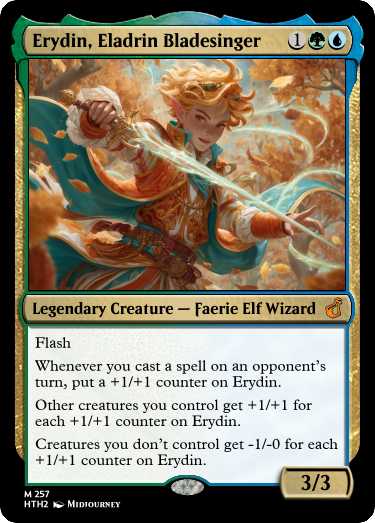 Erydin, Eladrin Bladesinger 1
Legendary Creature — Faerie Elf Wizard
Flash
Whenever you cast a spell on an opponent's
turn, put a +1/+1 counter on Erydin.
Other creatures you control get +1/+1 for
each +1/+1 counter on Erydin.
Creatures you don't control get -1/-0 for each
+1/+1 counter on Erydin.
3/3
M 257
HTH2 Midjourney